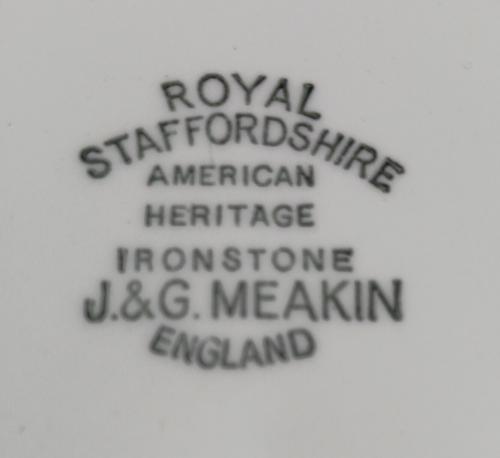 ROYAL
STAFFORDSHIRE
AMERICAN
HERITAGE
IRONSTONE
J.&G. MEAKIN
ENGLAND